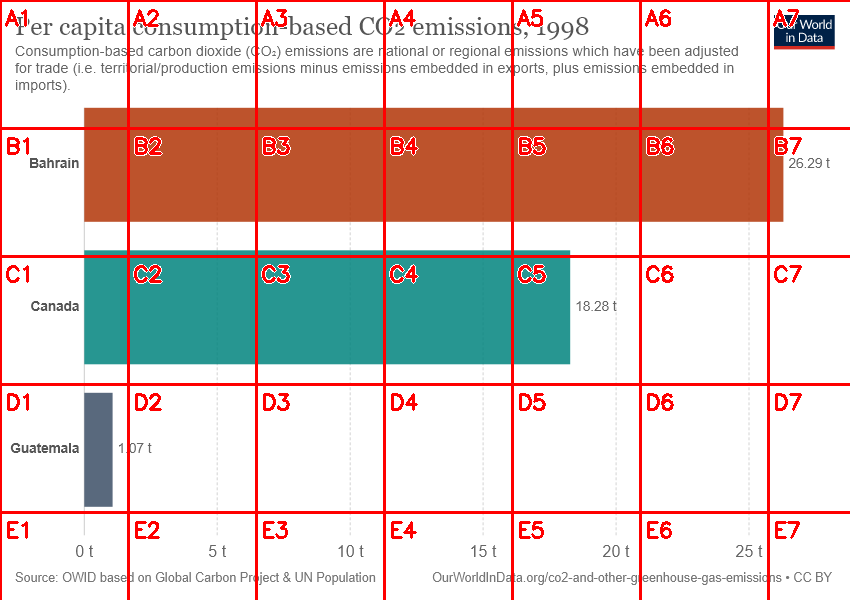 Per capita consumption-based CO₂ emissions, 1998
Our World
in Data
Consumption-based carbon dioxide (CO₂) emissions are national or regional emissions which have been adjusted
for trade (i.e. territorial/production emissions minus emissions embedded in exports, plus emissions embedded in
imports).
A1 A2 A3 A4 A5 A6 A7
B1 B2 B3 B4 B5 B6 B7
Bahrain 26.29 t
C1 C2 C3 C4 C5 C6 C7
Canada 18.28 t
D1 D2 D3 D4 D5 D6 D7
Guatemala 1.07 t
E1 E2 E3 E4 E5 E6 E7
0 t 5 t 10 t 15 t 20 t 25 t
Source: OWID based on Global Carbon Project & UN Population OurWorldInData.org/co2-and-other-greenhouse-gas-emissions • CC BY